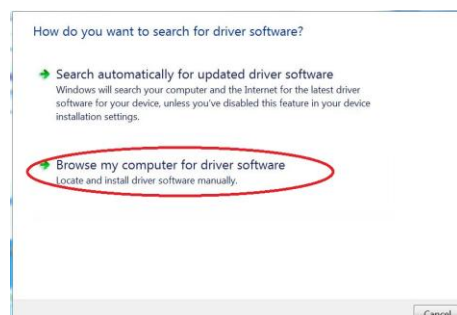 How do you want to search for driver software?
Search automatically for updated driver software
Windows will search your computer and the Internet for the latest driver
software for your device, unless you've disabled this feature in your device
installation settings.
Browse my computer for driver software
Locate and install driver software manually.
Cancel